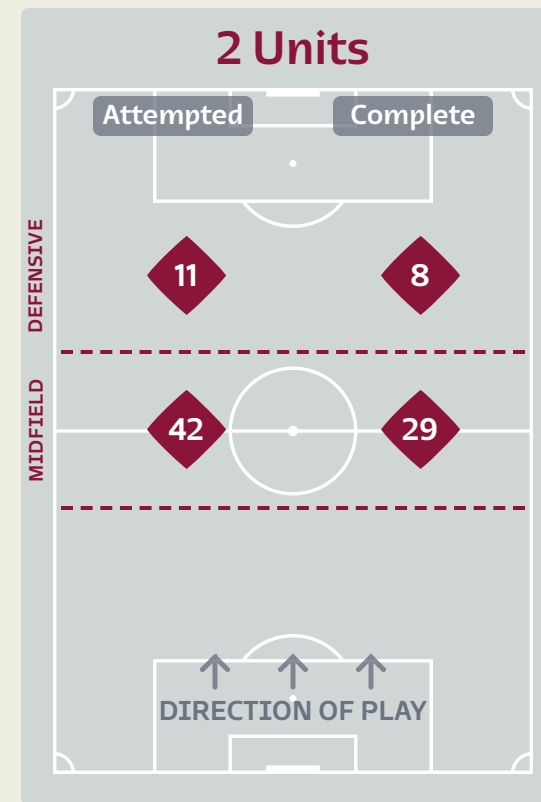 2 Units
Attempted
Complete
DEFENSIVE
11
8
MIDFIELD
42
29
DIRECTION OF PLAY